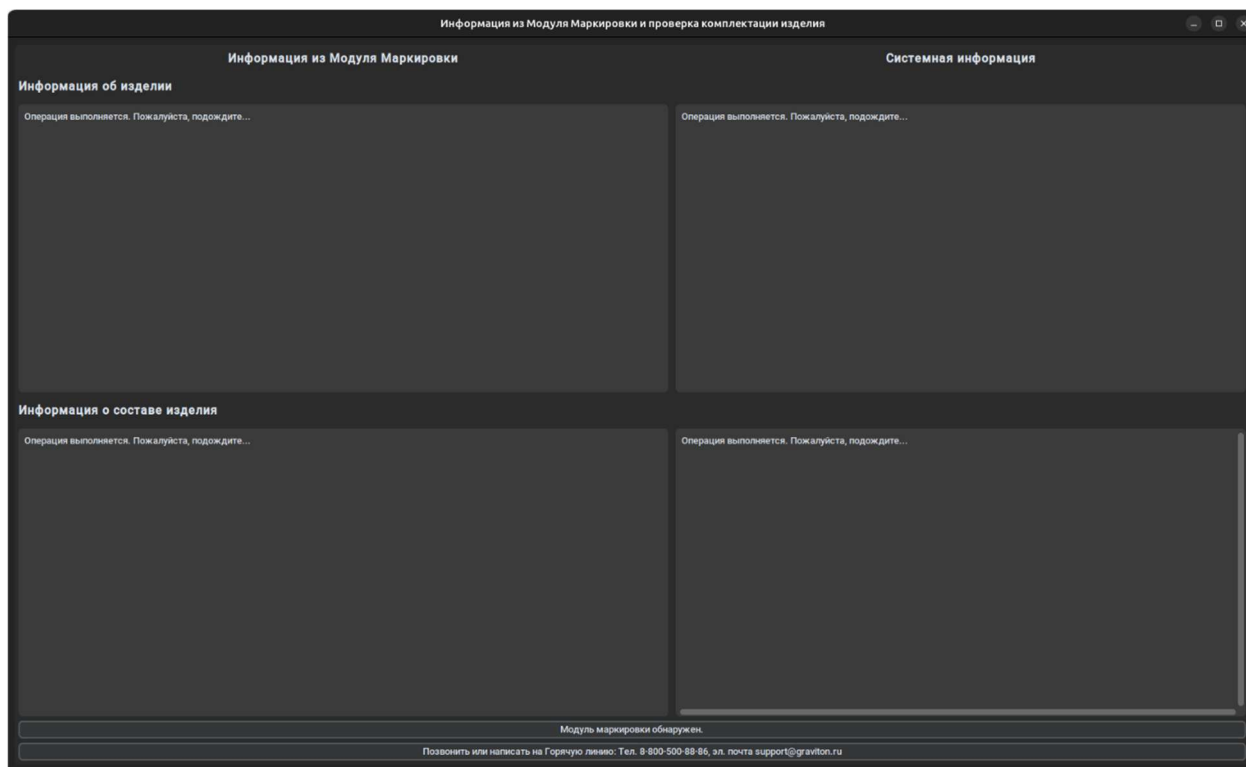 Информация из Модуля Маркировки и проверка комплектации изделия
Информация из Модуля Маркировки
Системная информация
Информация об изделии
Операция выполняется. Пожалуйста, подождите...
Операция выполняется. Пожалуйста, подождите...
Информация о составе изделия
Операция выполняется. Пожалуйста, подождите...
Операция выполняется. Пожалуйста, подождите...
Модуль маркировки обнаружен.
Позвонить или написать на Горячую линию: Тел. 8-800-500-88-86, эл. почта support@graviton.ru